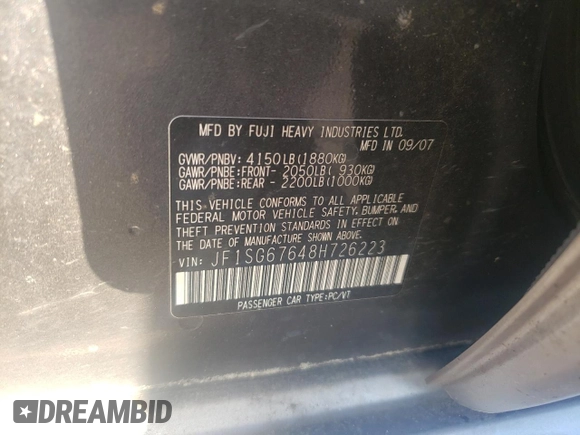 MFD BY FUJI HEAVY INDUSTRIES LTD.
MFD IN 09/07
GVWR/PNBV: 4150LB(1880KG)
GAWR/PNBE:FRONT- 2050LB( 930KG)
GAWR/PNBE:REAR - 2200LB(1000KG)
THIS VEHICLE CONFORMS TO ALL APPLICABLE
FEDERAL MOTOR VEHICLE SAFETY, BUMPER, AND
THEFT PREVENTION STANDARDS IN EFFECT ON
THE DATE OF MANUFACTURE SHOWN ABOVE.
VIN: JF1SG67648H726223
PASSENGER CAR TYPE:PC/VT
DREAMBID